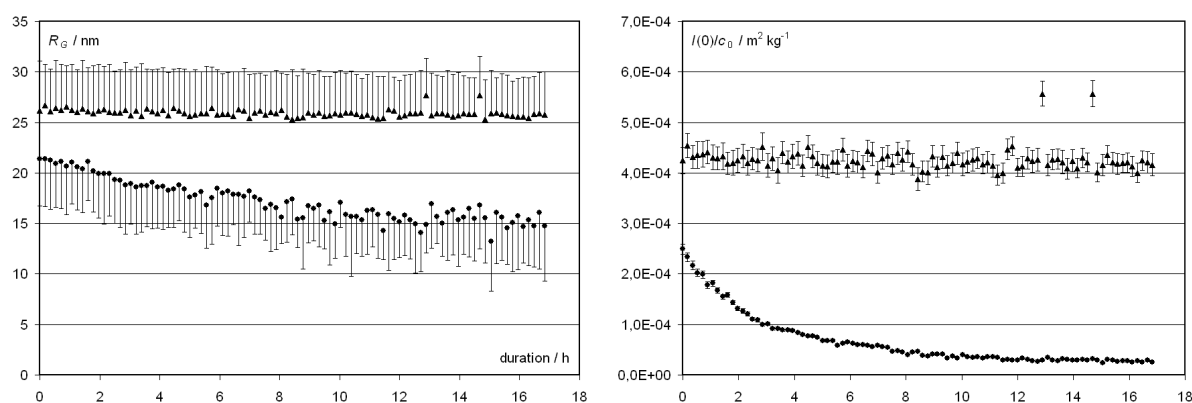 35
30
25
20
15
10
5
0
R_G / nm
duration / h
0 2 4 6 8 10 12 14 16 18
7,0E-04
6,0E-04
5,0E-04
4,0E-04
3,0E-04
2,0E-04
1,0E-04
0,0E+00
I(0)/c₀ / m² kg⁻¹
0 2 4 6 8 10 12 14 16 18